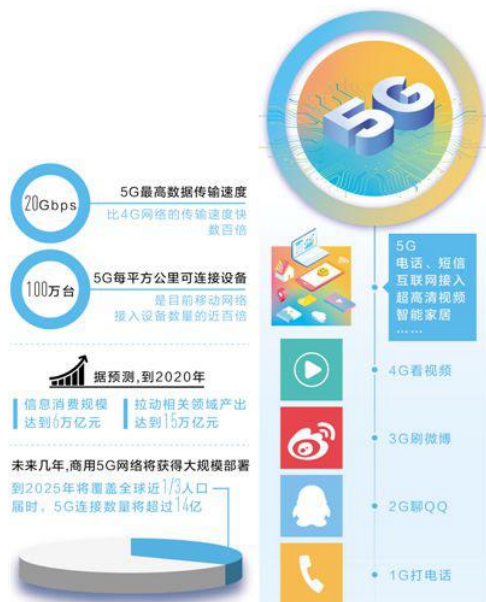 5G
20Gbps
5G最高数据传输速度
比4G网络的传输速度快
数百倍
100万台
5G每平方公里可连接设备
是目前移动网络
接入设备数量的近百倍
据预测,到2020年
信息消费规模
达到6万亿元
拉动相关领域产出
达到15万亿元
未来几年,商用5G网络将获得大规模部署
到2025年将覆盖全球近1/3人口
届时，5G连接数量将超过14亿
5G
电话、短信
互联网接入
超高清视频
智能家居
……
4G看视频
3G刷微博
2G聊QQ
1G打电话